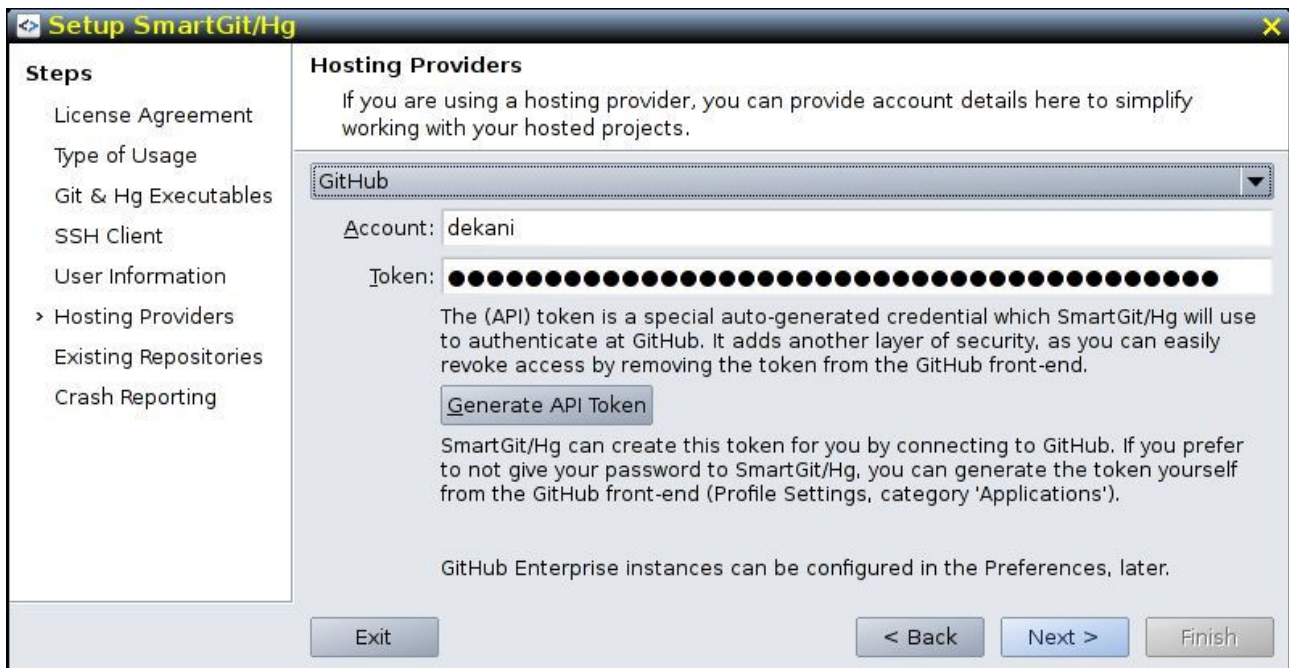 Setup SmartGit/Hg
Steps
License Agreement
Type of Usage
Git & Hg Executables
SSH Client
User Information
Hosting Providers
Existing Repositories
Crash Reporting
Hosting Providers
If you are using a hosting provider, you can provide account details here to simplify
working with your hosted projects.
GitHub
Account: dekani
Token: ●●●●●●●●●●●●●●●●●●●●●●●●●●●●●●●●●●●●●●●●
The (API) token is a special auto-generated credential which SmartGit/Hg will use
to authenticate at GitHub. It adds another layer of security, as you can easily
revoke access by removing the token from the GitHub front-end.
Generate API Token
SmartGit/Hg can create this token for you by connecting to GitHub. If you prefer
to not give your password to SmartGit/Hg, you can generate the token yourself
from the GitHub front-end (Profile Settings, category 'Applications').
GitHub Enterprise instances can be configured in the Preferences, later.
Exit
< Back
Next >
Finish